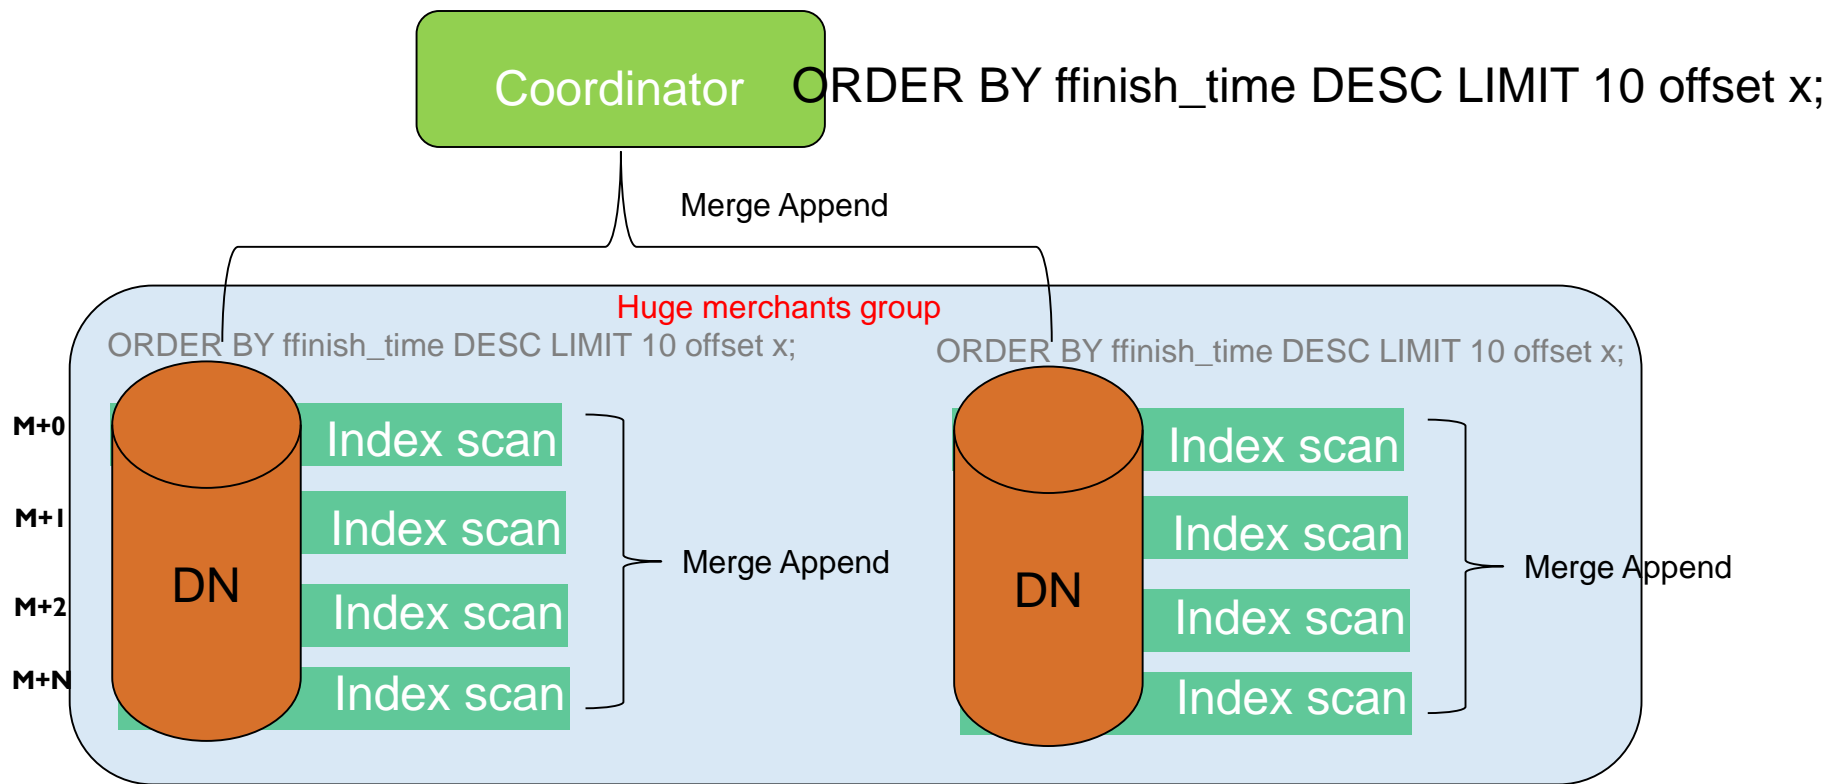 Coordinator
ORDER BY ffinish_time DESC LIMIT 10 offset x;
Merge Append
Huge merchants group
ORDER BY ffinish_time DESC LIMIT 10 offset x;
ORDER BY ffinish_time DESC LIMIT 10 offset x;
M+0
Index scan
Index scan
M+1
Index scan
Index scan
DN
Merge Append
DN
Merge Append
M+2
Index scan
Index scan
M+N
Index scan
Index scan